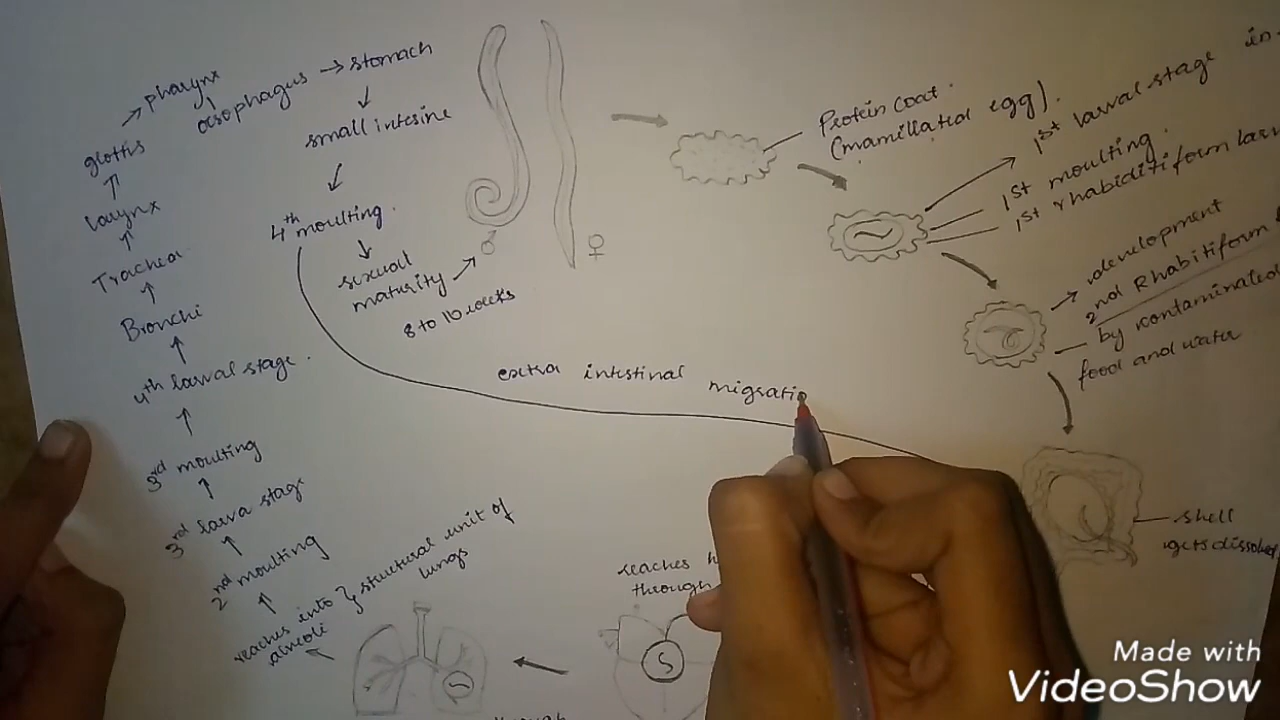 pharynx
oesophagus → stomach
small intesine
4th moulting.
sexual
maturity
8 to 10 weeks
♂
♀
glottis
larynx
Trachea
Bronchi
4th larval stage.
3rd moulting
3rd larva stage
2nd moulting
reaches into } structural unit of
alveoli
lungs
Protein coat.
(mamillated egg).
1st larval stage in
1st moulting.
1st rhabiditiform
development
2nd Rhabitiform
by contaminated
food and water
extra intestinal migratio
shell
gets dissolved
reaches
through
through
Made with
VideoShow